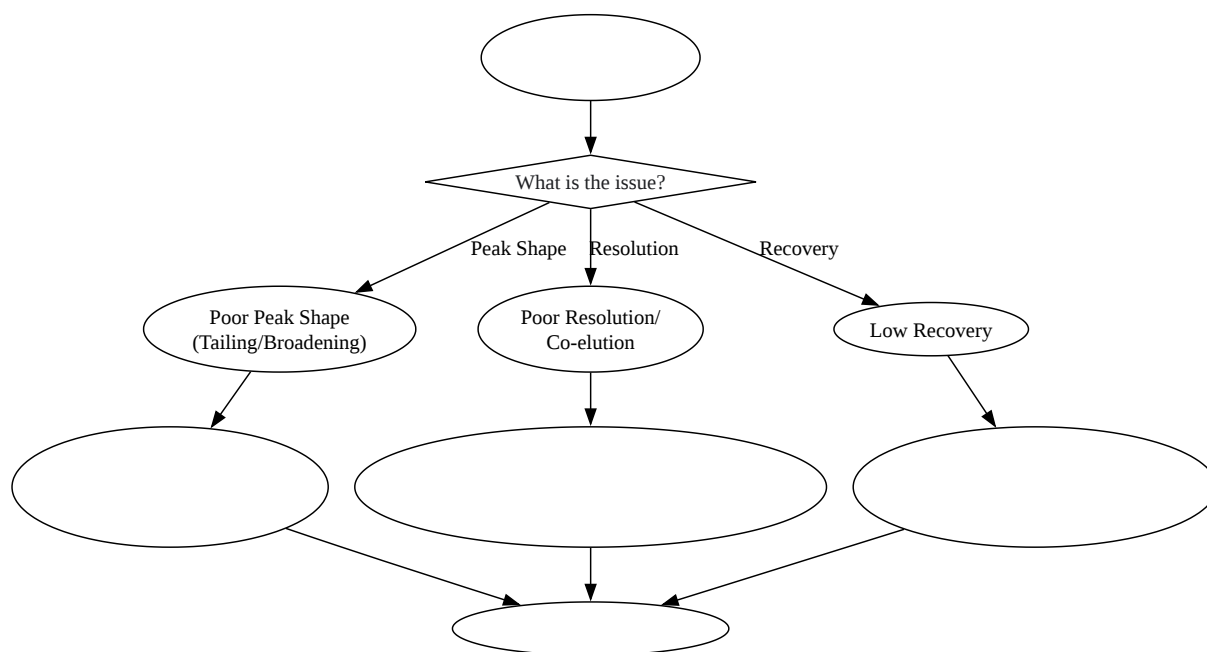 What is the issue?
Peak Shape
Resolution
Recovery
Poor Peak Shape
(Tailing/Broadening)
Poor Resolution/
Co-elution
Low Recovery